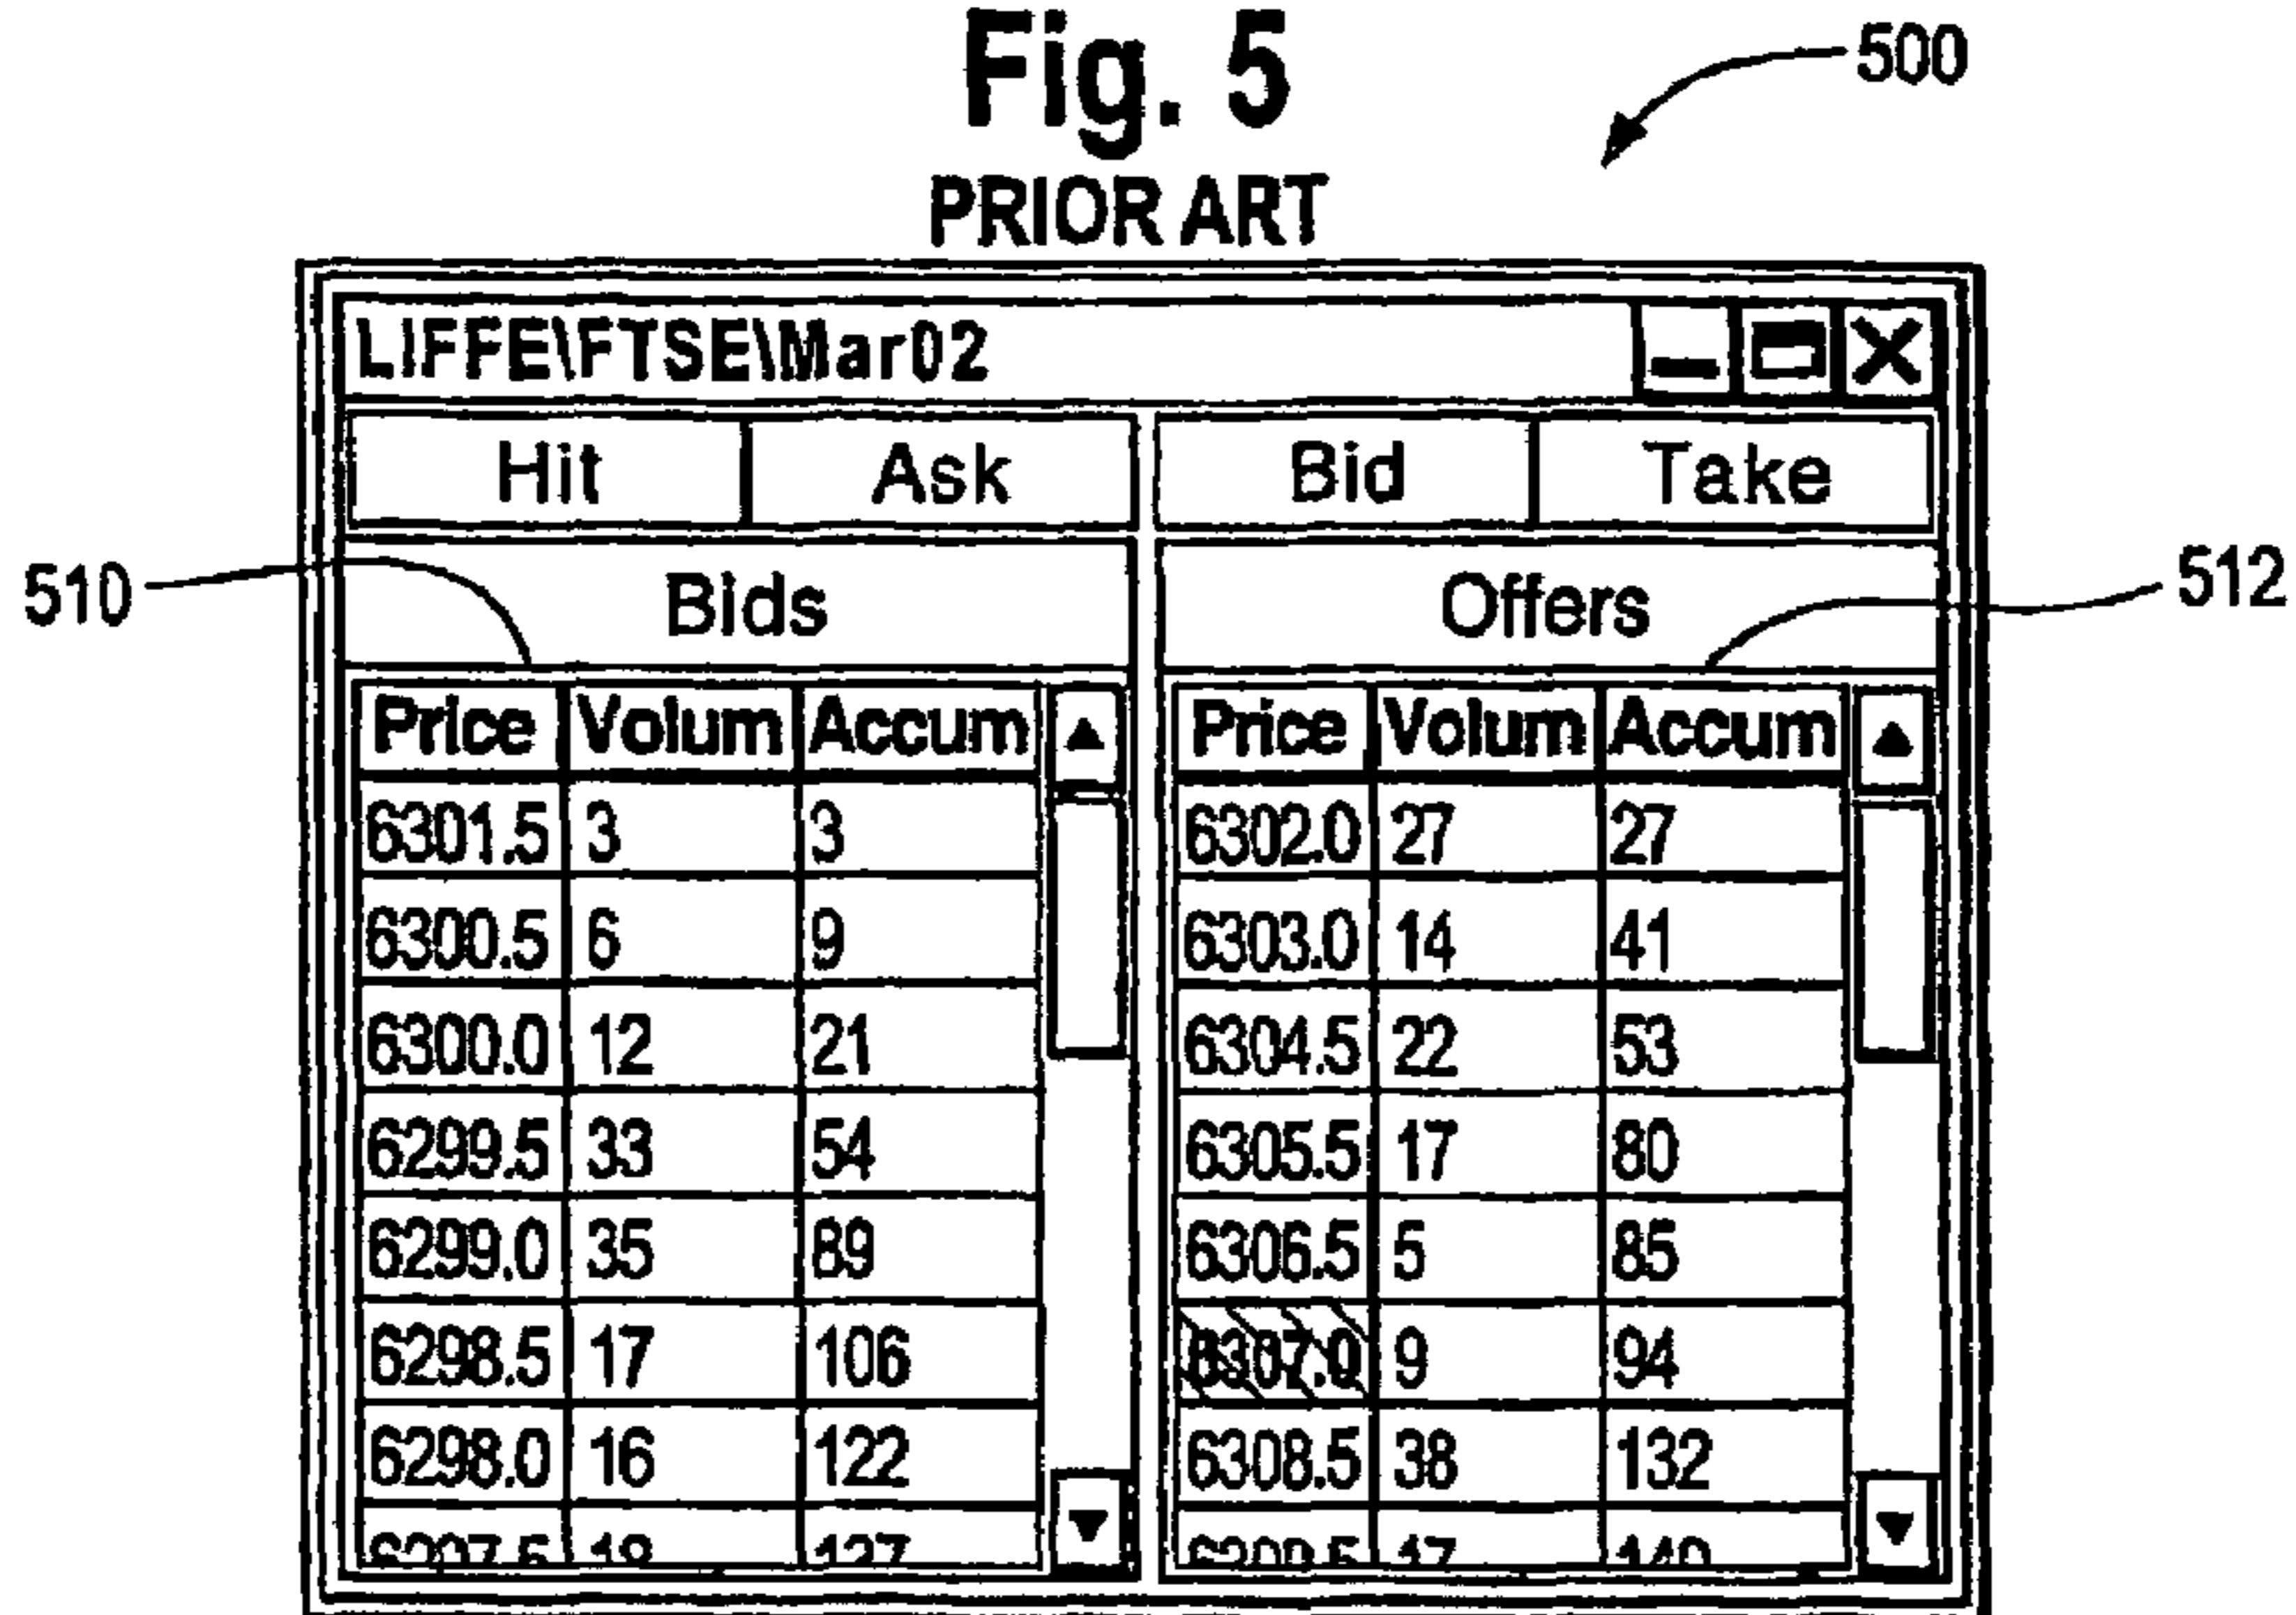 Fig. 5
500
PRIOR ART
LIFFE\FTSE\Mar02
Hit Ask Bid Take
510 Bids Offers 512
Price Volum Accum Price Volum Accum
6301.5 3 3 6302.0 27 27
6300.5 6 9 6303.0 14 41
6300.0 12 21 6304.5 22 53
6299.5 33 54 6305.5 17 80
6299.0 35 89 6306.5 5 85
6298.5 17 106 6307.0 9 94
6298.0 16 122 6308.5 38 132